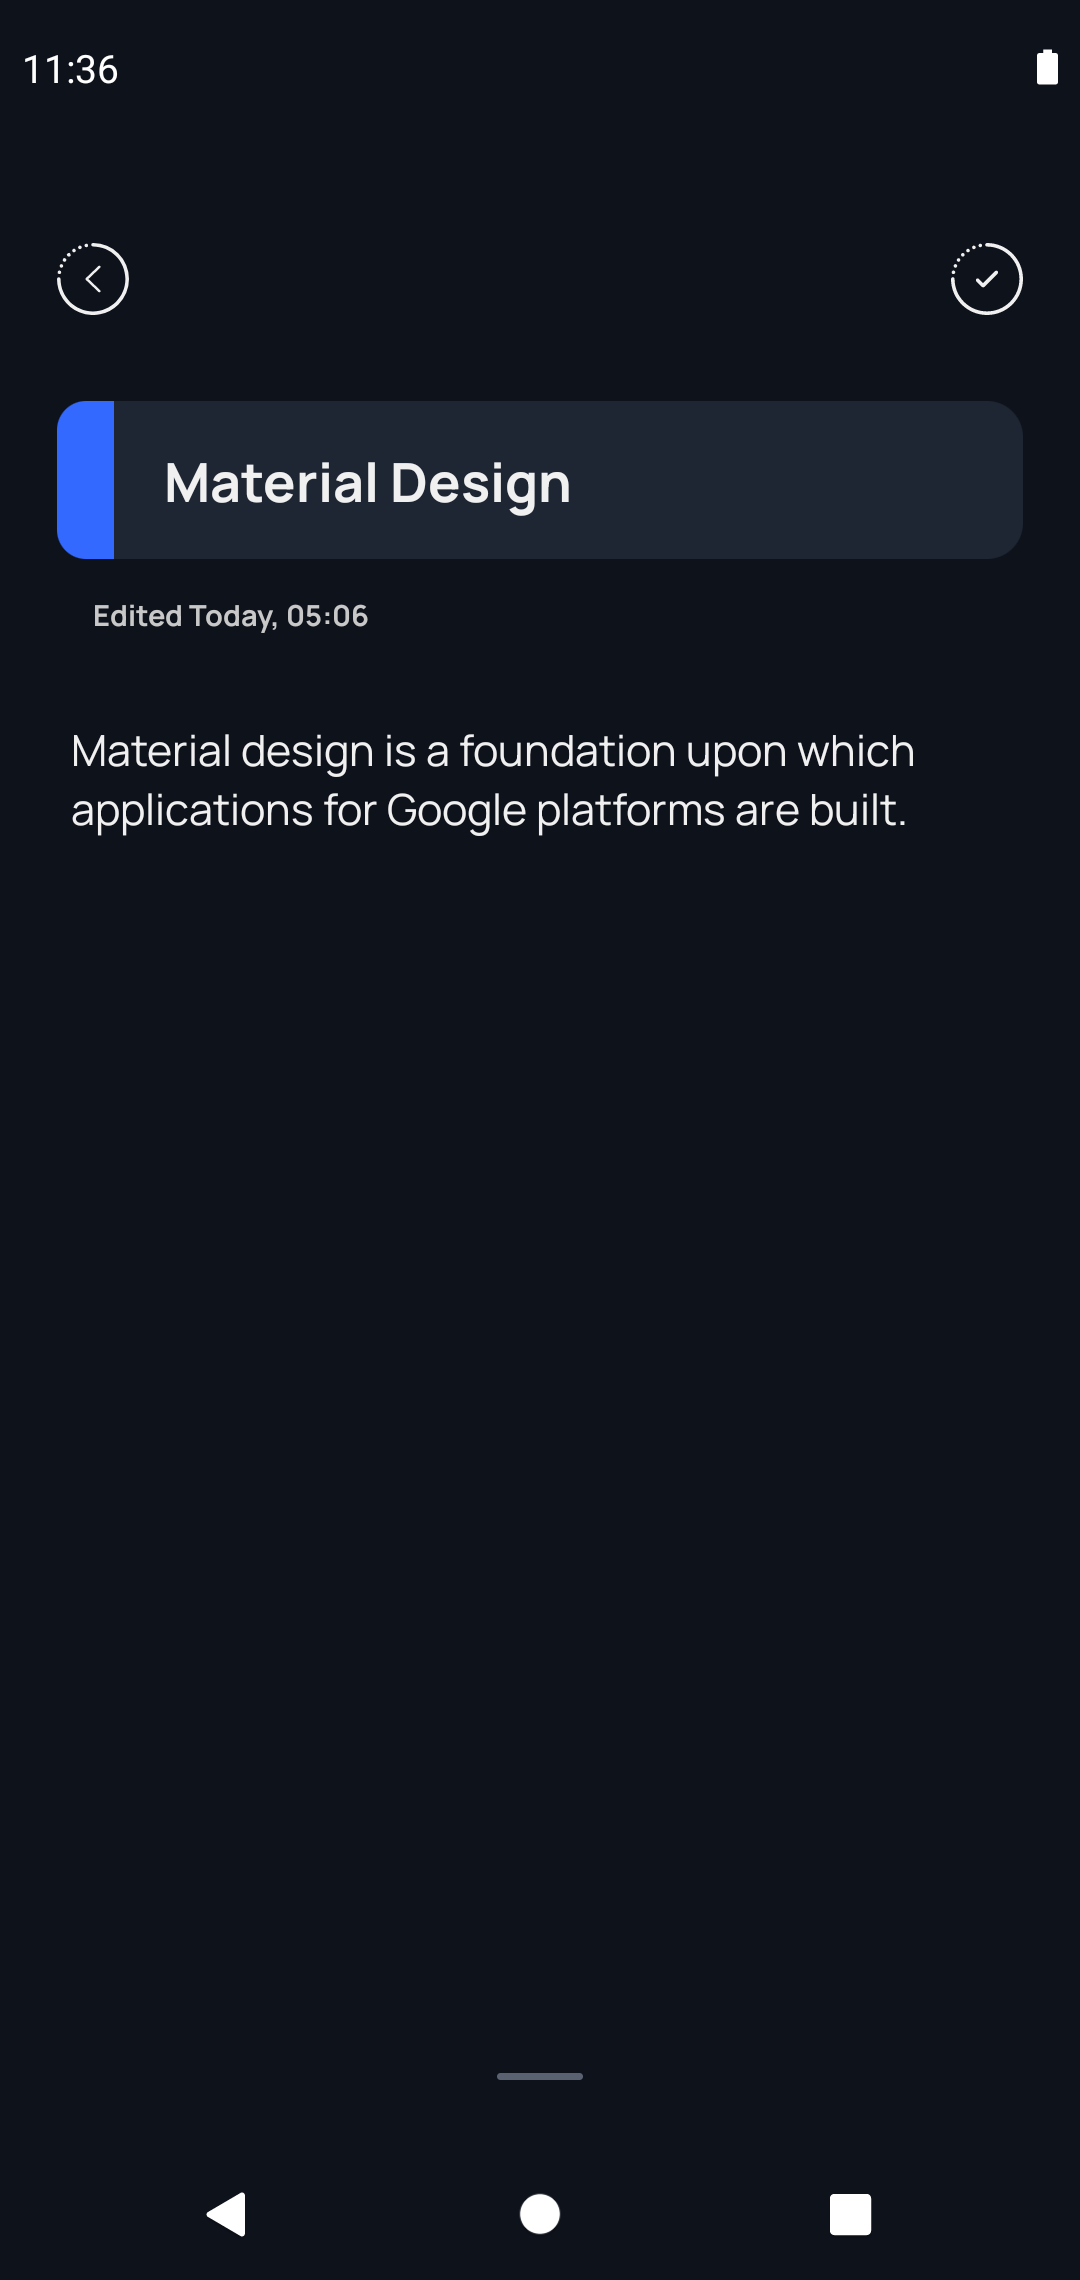 11:36
Material Design
Edited Today, 05:06
Material design is a foundation upon which
applications for Google platforms are built.